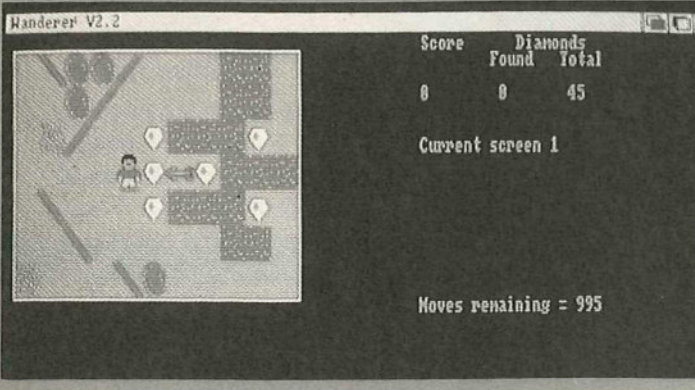 Wanderer V2.2
Score Diamonds
Found Total
0 0 45
Current screen 1
Moves remaining = 995